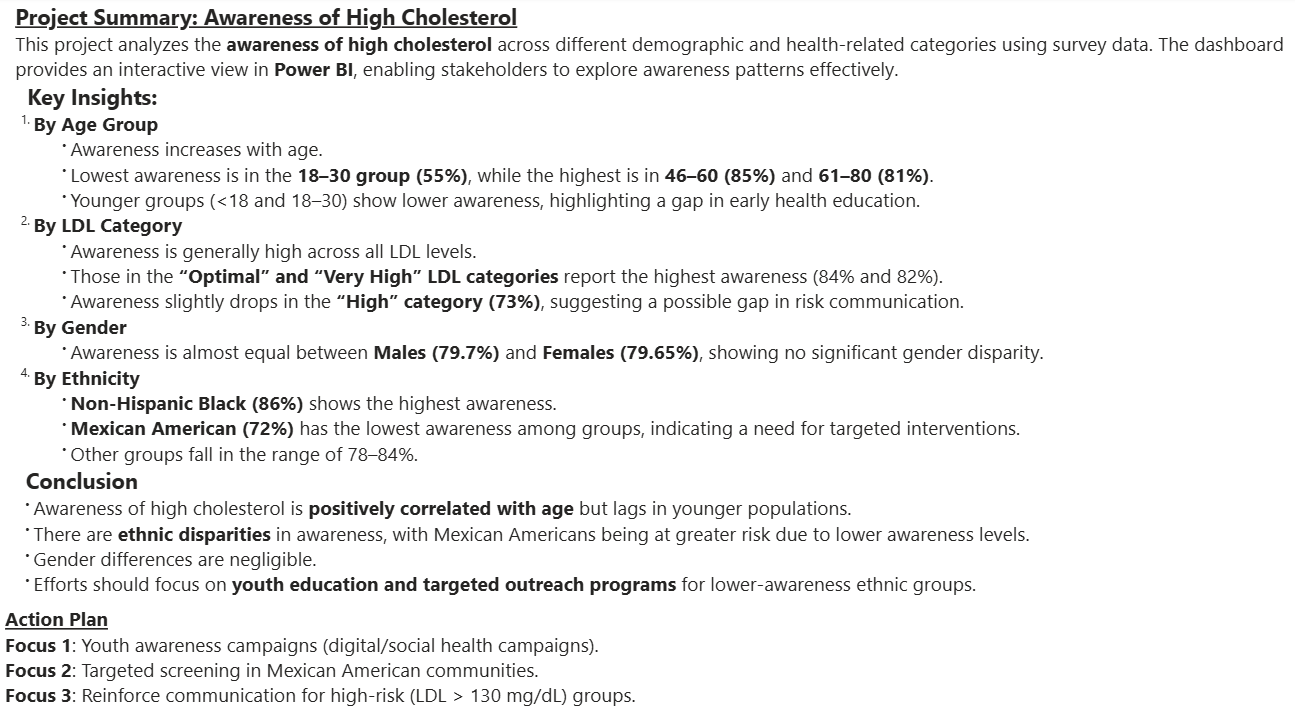 Project Summary: Awareness of High Cholesterol
This project analyzes the awareness of high cholesterol across different demographic and health-related categories using survey data. The dashboard
provides an interactive view in Power BI, enabling stakeholders to explore awareness patterns effectively.
Key Insights:
1. By Age Group
• Awareness increases with age.
• Lowest awareness is in the 18–30 group (55%), while the highest is in 46–60 (85%) and 61–80 (81%).
• Younger groups (<18 and 18–30) show lower awareness, highlighting a gap in early health education.
2. By LDL Category
• Awareness is generally high across all LDL levels.
• Those in the “Optimal” and “Very High” LDL categories report the highest awareness (84% and 82%).
• Awareness slightly drops in the “High” category (73%), suggesting a possible gap in risk communication.
3. By Gender
• Awareness is almost equal between Males (79.7%) and Females (79.65%), showing no significant gender disparity.
4. By Ethnicity
• Non-Hispanic Black (86%) shows the highest awareness.
• Mexican American (72%) has the lowest awareness among groups, indicating a need for targeted interventions.
• Other groups fall in the range of 78–84%.
Conclusion
• Awareness of high cholesterol is positively correlated with age but lags in younger populations.
• There are ethnic disparities in awareness, with Mexican Americans being at greater risk due to lower awareness levels.
• Gender differences are negligible.
• Efforts should focus on youth education and targeted outreach programs for lower-awareness ethnic groups.
Action Plan
Focus 1: Youth awareness campaigns (digital/social health campaigns).
Focus 2: Targeted screening in Mexican American communities.
Focus 3: Reinforce communication for high-risk (LDL > 130 mg/dL) groups.